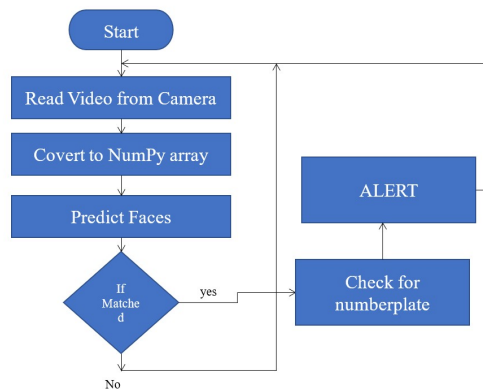 Start
Read Video from Camera
Covert to NumPy array
Predict Faces
If
Matche
d
yes
No
ALERT
Check for
numberplate